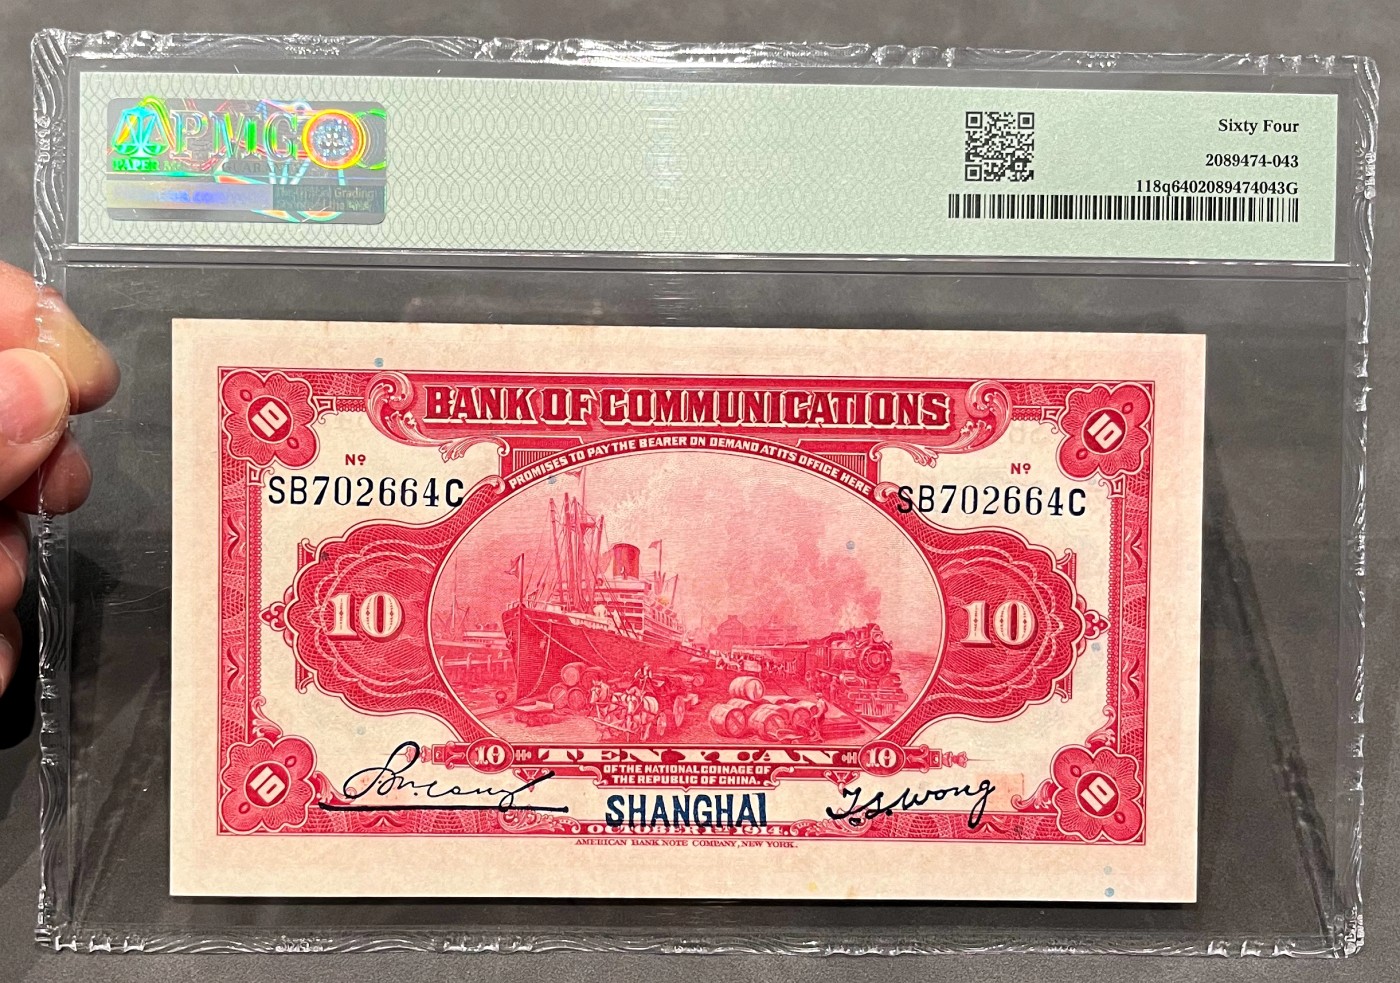 PMG
Sixty Four
2089474-043
118q6402089474043G
BANK OF COMMUNICATIONS
PROMISES TO PAY THE BEARER ON DEMAND AT ITS OFFICE HERE
10
10
Nº
Nº
SB702664C
SB702664C
10
10
10 TEN YUAN 10
OF THE NATIONAL COINAGE OF
THE REPUBLIC OF CHINA.
10
10
SHANGHAI
T.S. Wong
OCTOBER 1ST 1914.
AMERICAN BANK NOTE COMPANY, NEW YORK.